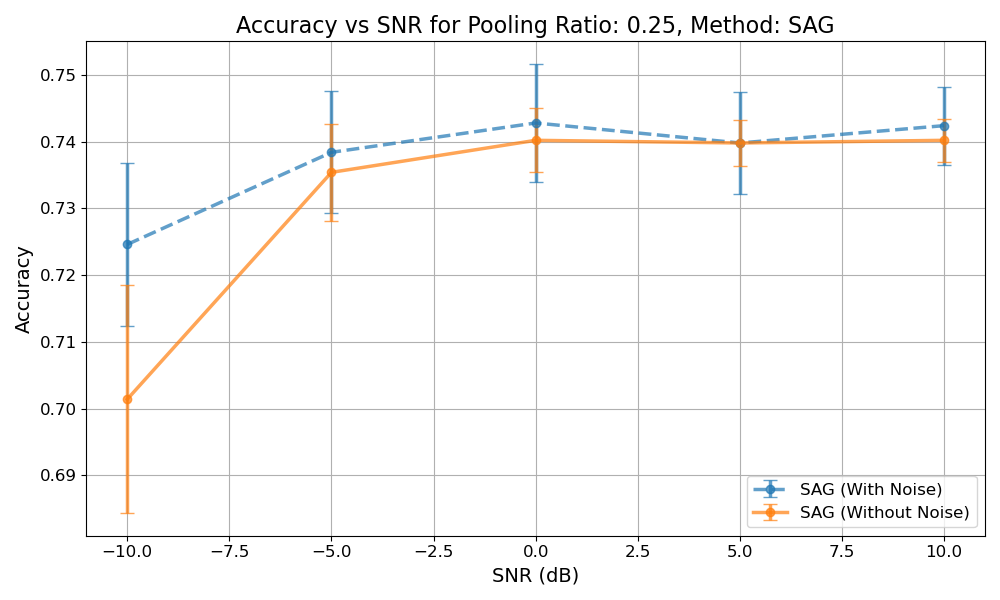 Accuracy vs SNR for Pooling Ratio: 0.25, Method: SAG
Accuracy
0.75
0.74
0.73
0.72
0.71
0.70
0.69
SAG (With Noise)
SAG (Without Noise)
−10.0 −7.5 −5.0 −2.5 0.0 2.5 5.0 7.5 10.0
SNR (dB)